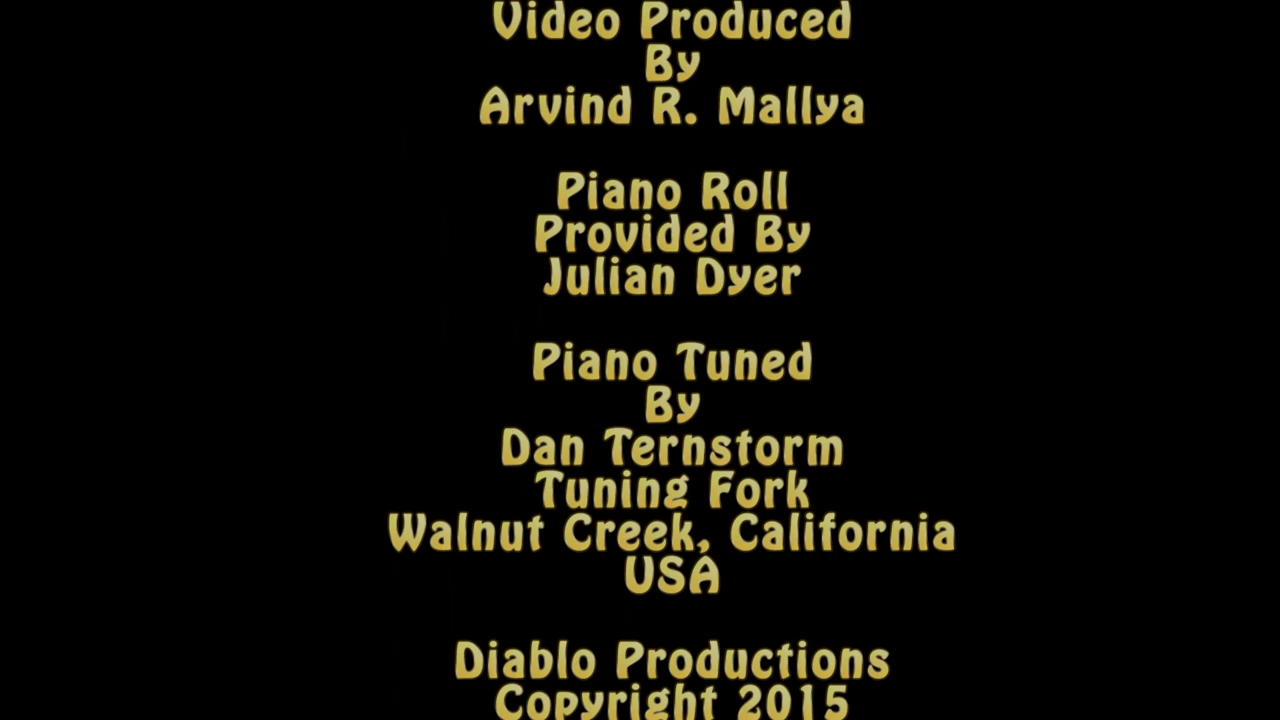 Video Produced
By
Arvind R. Mallya
Piano Roll
Provided By
Julian Dyer
Piano Tuned
By
Dan Ternstorm
Tuning Fork
Walnut Creek, California
USA
Diablo Productions
Copyright 2015